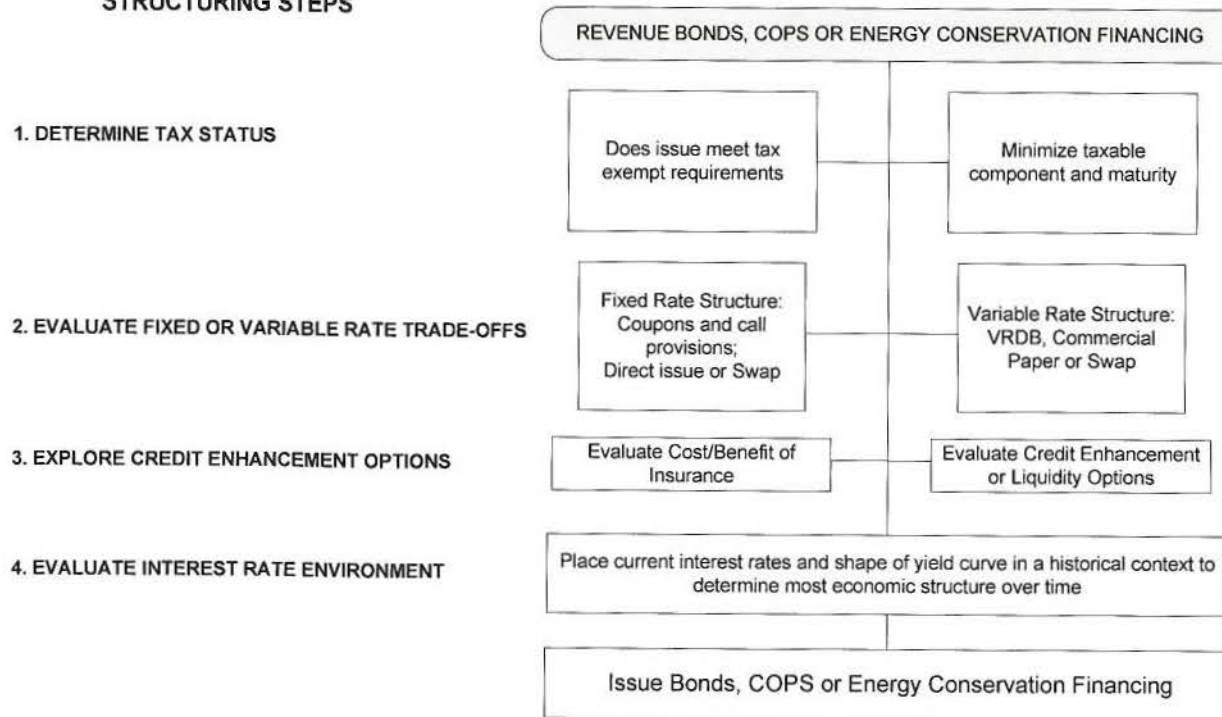 STRUCTURING STEPS
REVENUE BONDS, COPS OR ENERGY CONSERVATION FINANCING
1. DETERMINE TAX STATUS
Does issue meet tax
exempt requirements
Minimize taxable
component and maturity
2. EVALUATE FIXED OR VARIABLE RATE TRADE-OFFS
Fixed Rate Structure:
Coupons and call
provisions;
Direct issue or Swap
Variable Rate Structure:
VRDB, Commercial
Paper or Swap
3. EXPLORE CREDIT ENHANCEMENT OPTIONS
Evaluate Cost/Benefit of
Insurance
Evaluate Credit Enhancement
or Liquidity Options
4. EVALUATE INTEREST RATE ENVIRONMENT
Place current interest rates and shape of yield curve in a historical context to
determine most economic structure over time
Issue Bonds, COPS or Energy Conservation Financing